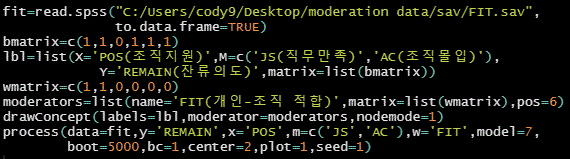 fit=read.spss("C:/Users/cody9/Desktop/moderation data/sav/FIT.sav",
to.data.frame=TRUE)
bmatrix=c(1,1,0,1,1,1)
lbl=list(X='POS(조직지원)',M=c('JS(직무만족)','AC(조직몰입)'),
Y='REMAIN(잔류의도)',matrix=list(bmatrix))
wmatrix=c(1,1,0,0,0,0)
moderators=list(name='FIT(개인-조직 적합)',matrix=list(wmatrix),pos=6)
drawConcept(labels=lbl,moderator=moderators,nodemode=1)
process(data=fit,y='REMAIN',x='POS',m=c('JS','AC'),w='FIT',model=7,
boot=5000,bc=1,center=2,plot=1,seed=1)